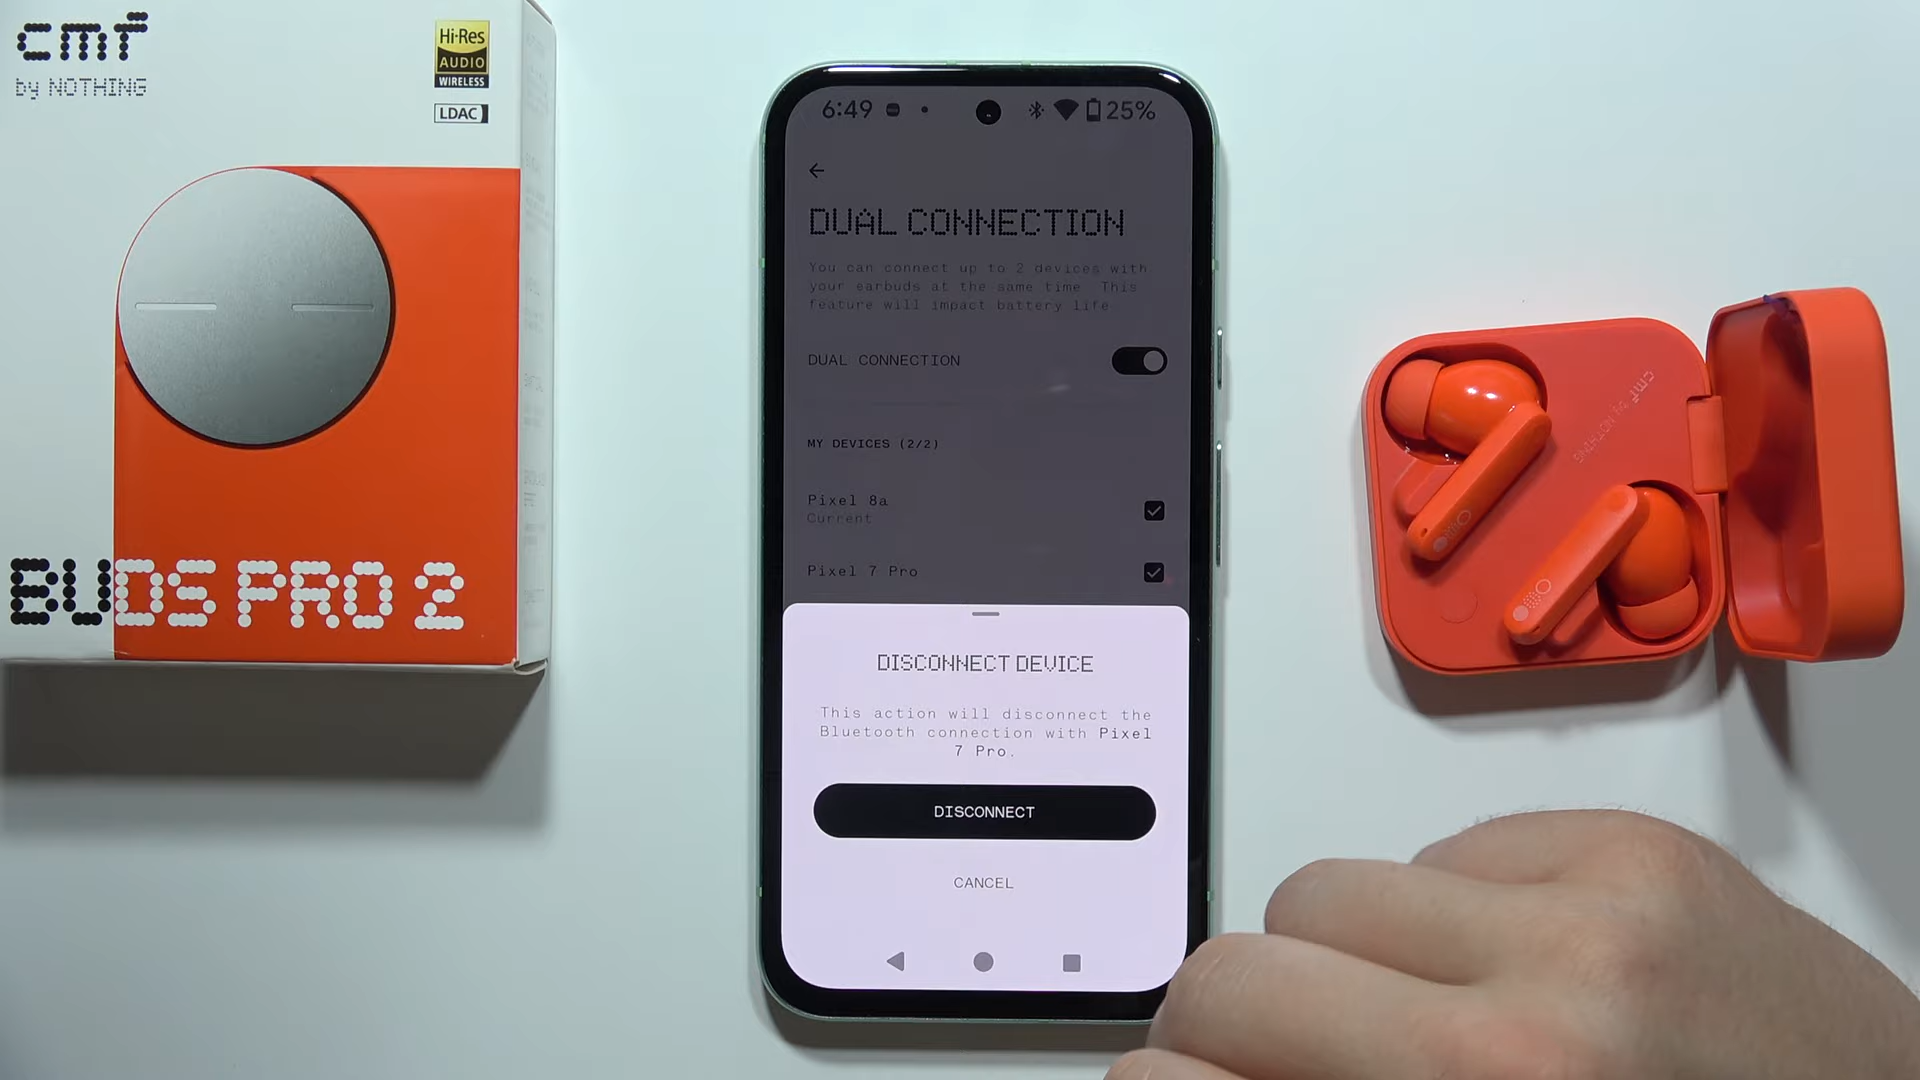 cmf
by NOTHING
Hi-Res
AUDIO
WIRELESS
LDAC
BUDS PRO 2
6:49
25%
DUAL CONNECTION
You can connect up to 2 devices with
your earbuds at the same time. This
feature will impact battery life
DUAL CONNECTION
MY DEVICES (2/2)
Pixel 8a
Current
Pixel 7 Pro
DISCONNECT DEVICE
This action will disconnect the
Bluetooth connection with Pixel
7 Pro.
DISCONNECT
CANCEL
cmf by NOTHING